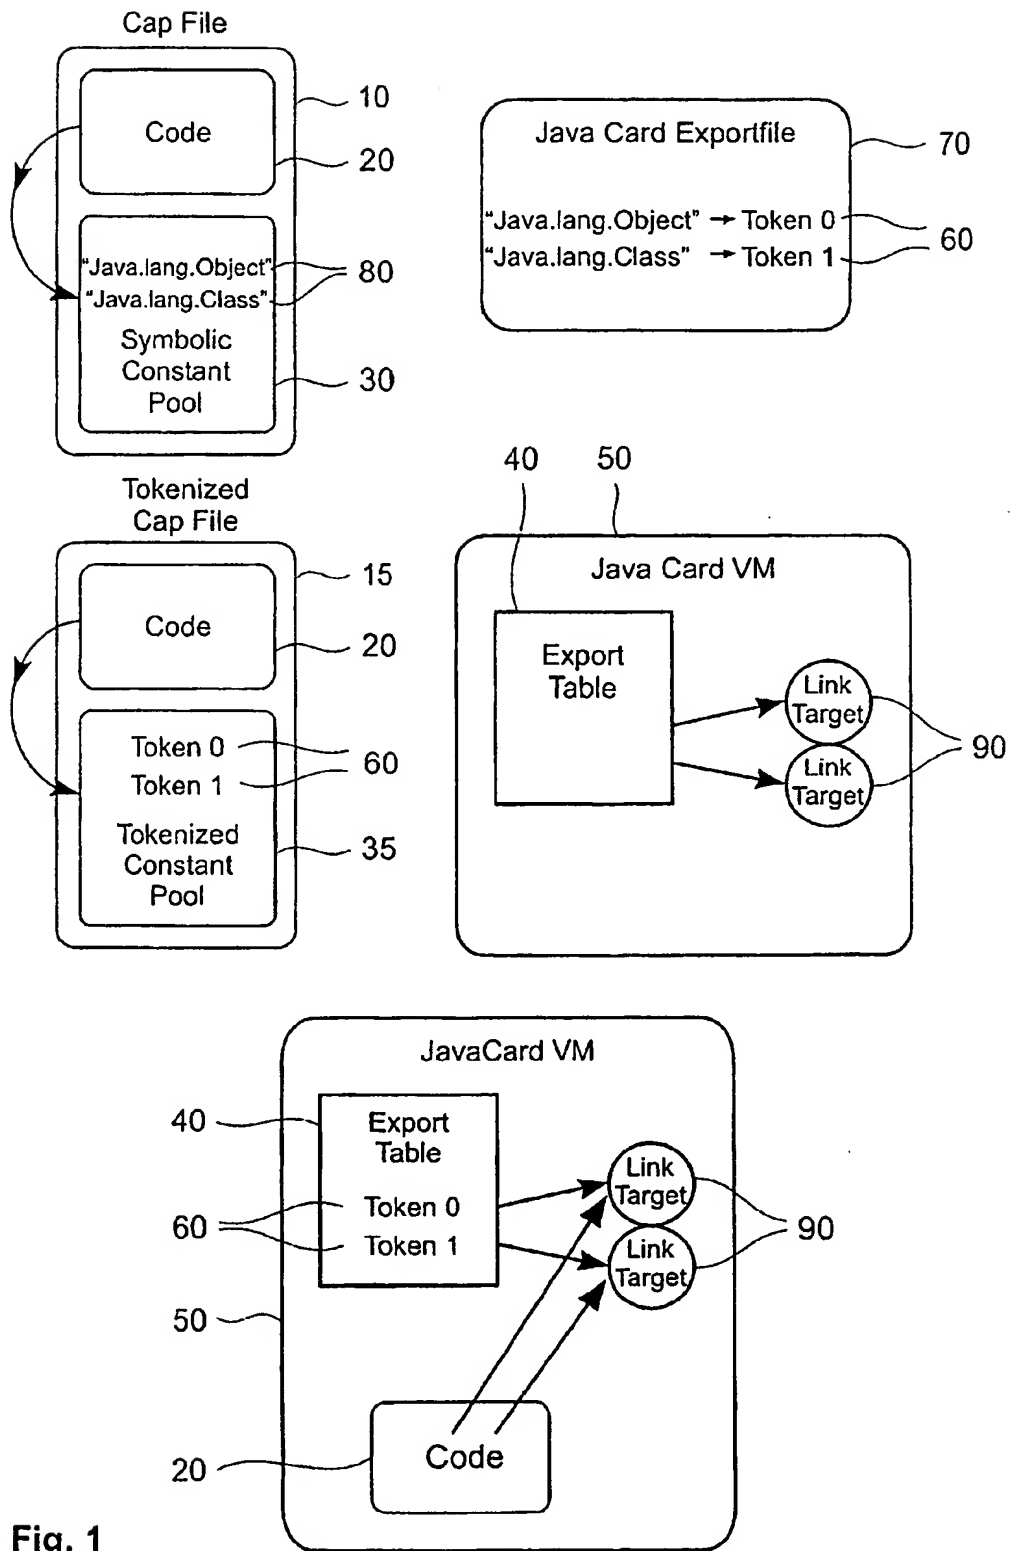 Cap File
Code
10
20
"Java.lang.Object"
"Java.lang.Class"
80
Symbolic
Constant
Pool
30
Java Card Exportfile
70
"Java.lang.Object" → Token 0
"Java.lang.Class" → Token 1
60
Tokenized
Cap File
15
Code
20
Token 0
Token 1
60
Tokenized
Constant
Pool
35
40
50
Java Card VM
Export
Table
Link
Target
Link
Target
90
JavaCard VM
40
Export
Table
Token 0
Token 1
60
Link
Target
Link
Target
90
50
Code
20
Fig. 1